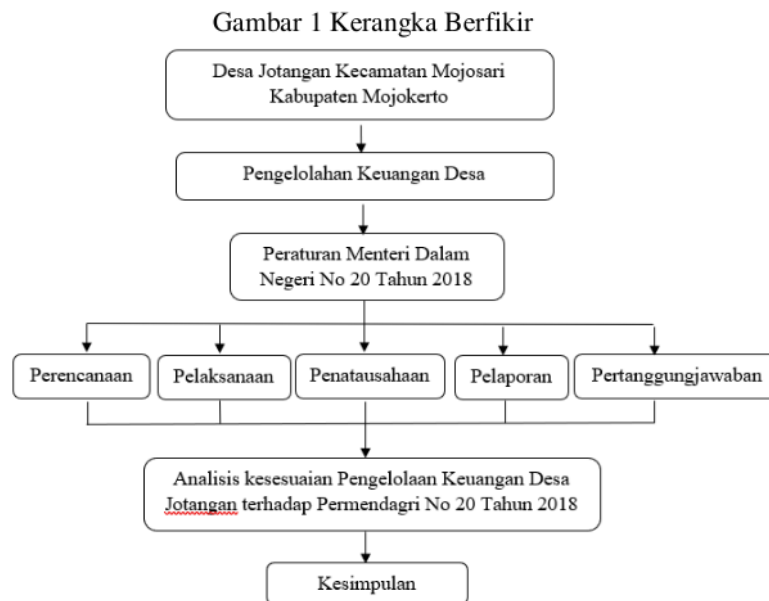 Gambar 1 Kerangka Berfikir
Desa Jotangan Kecamatan Mojosari
Kabupaten Mojokerto
Pengelolahan Keuangan Desa
Peraturan Menteri Dalam
Negeri No 20 Tahun 2018
Perencanaan
Pelaksanaan
Penatausahaan
Pelaporan
Pertanggungjawaban
Analisis kesesuaian Pengelolaan Keuangan Desa
Jotangan terhadap Permendagri No 20 Tahun 2018
Kesimpulan